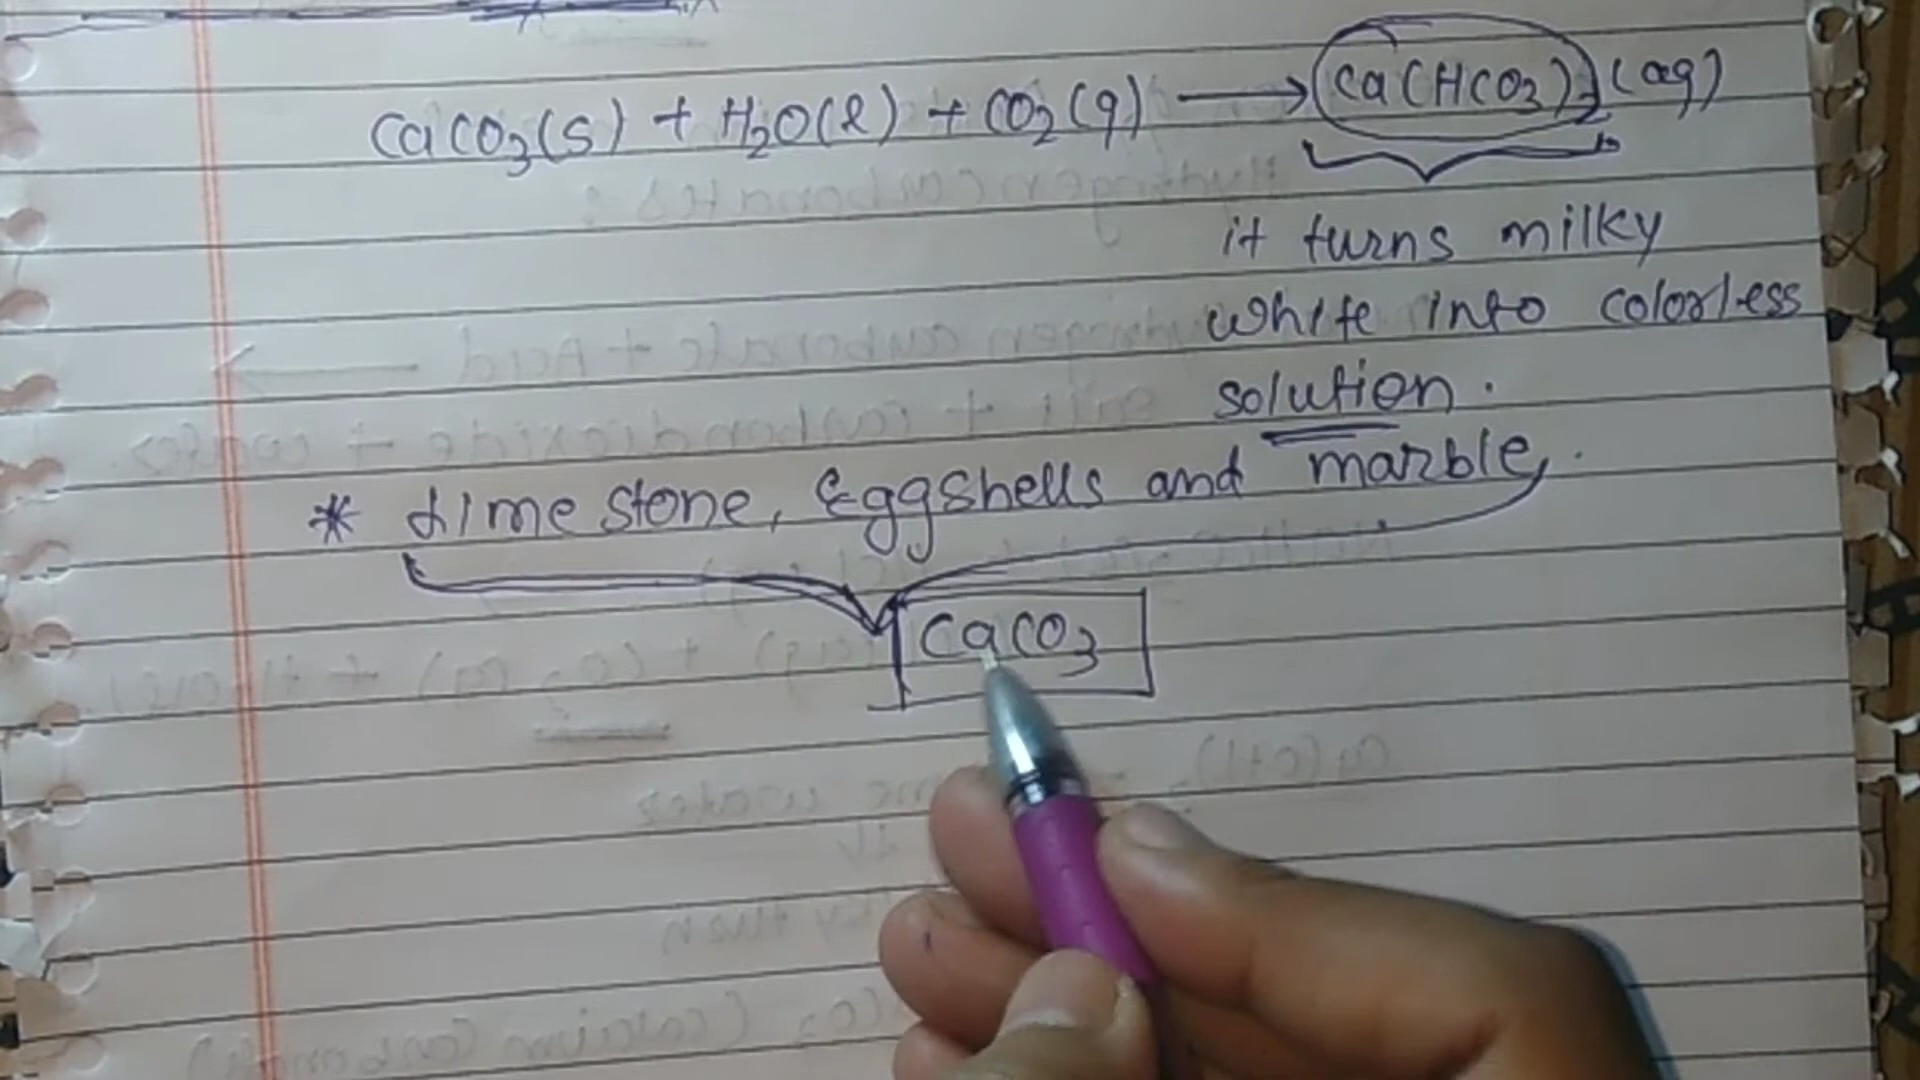 CaCO3(s) + H2O(l) + CO2(g) → Ca(HCO3)2 (aq)
it turns milky
white into colorless
solution.
* Lime stone, Eggshells and marble.
CaCO3